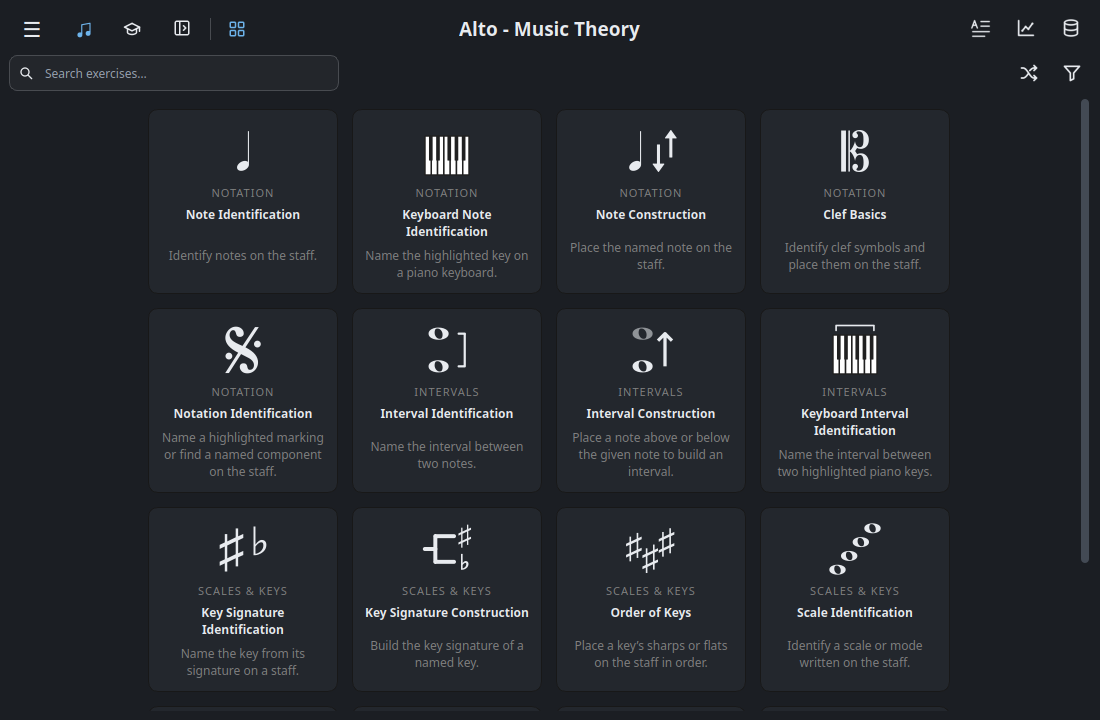 Alto - Music Theory
Search exercises...
NOTATION
Note Identification
Identify notes on the staff.
NOTATION
Keyboard Note
Identification
Name the highlighted key on
a piano keyboard.
NOTATION
Note Construction
Place the named note on the
staff.
NOTATION
Clef Basics
Identify clef symbols and
place them on the staff.
NOTATION
Notation Identification
Name a highlighted marking
or find a named component
on the staff.
INTERVALS
Interval Identification
Name the interval between
two notes.
INTERVALS
Interval Construction
Place a note above or below
the given note to build an
interval.
INTERVALS
Keyboard Interval
Identification
Name the interval between
two highlighted piano keys.
SCALES & KEYS
Key Signature
Identification
Name the key from its
signature on a staff.
SCALES & KEYS
Key Signature Construction
Build the key signature of a
named key.
SCALES & KEYS
Order of Keys
Place a key’s sharps or flats
on the staff in order.
SCALES & KEYS
Scale Identification
Identify a scale or mode
written on the staff.